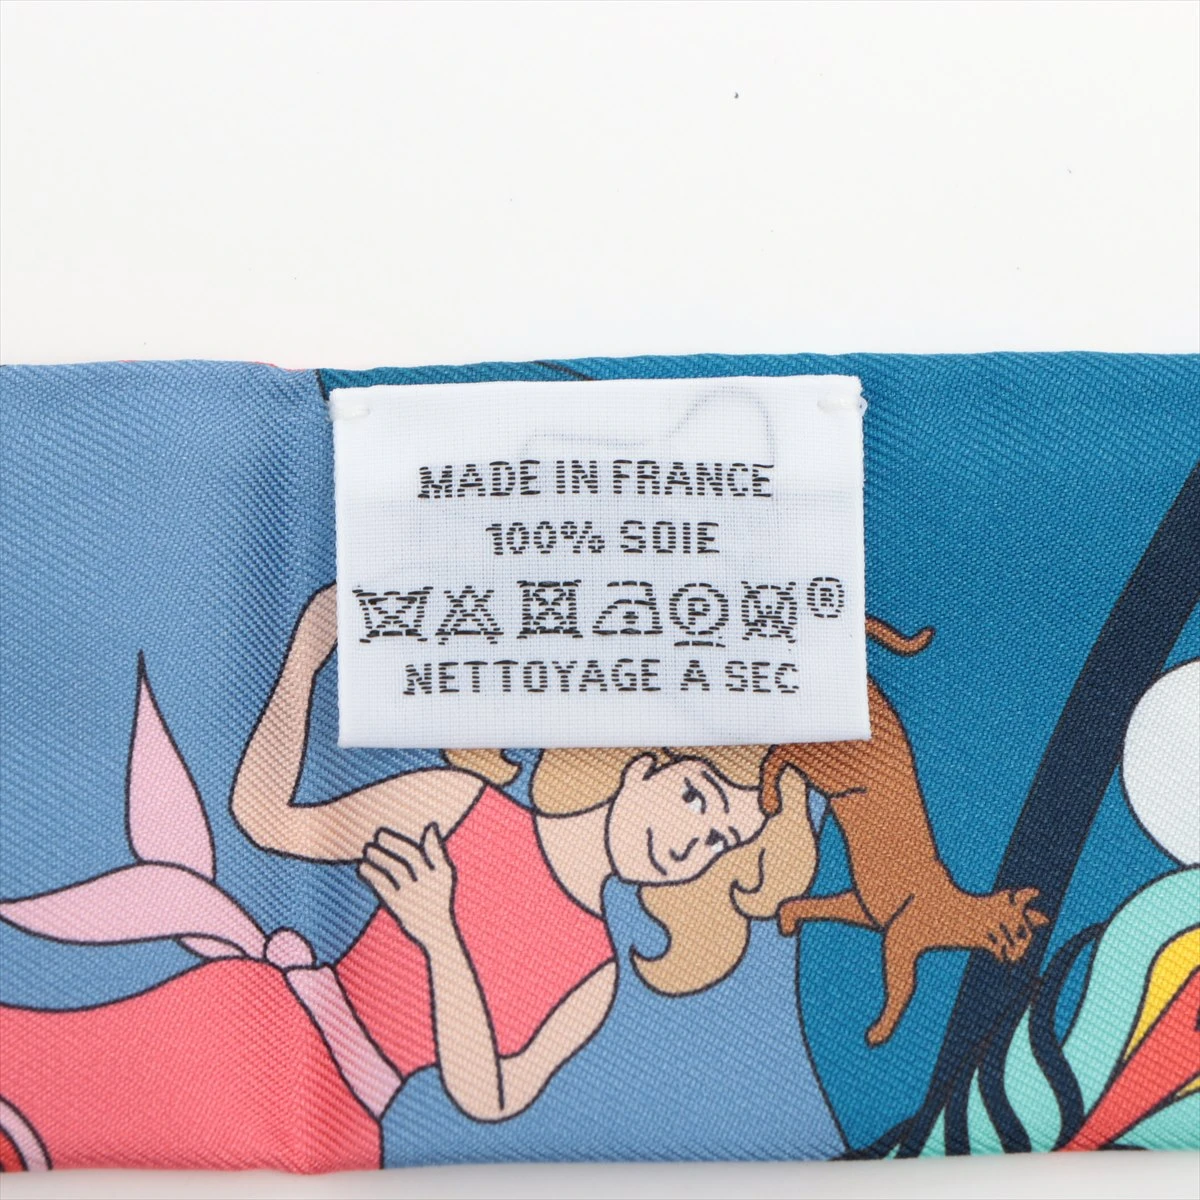 MADE IN FRANCE
100% SOIE
P ®
NETTOYAGE A SEC